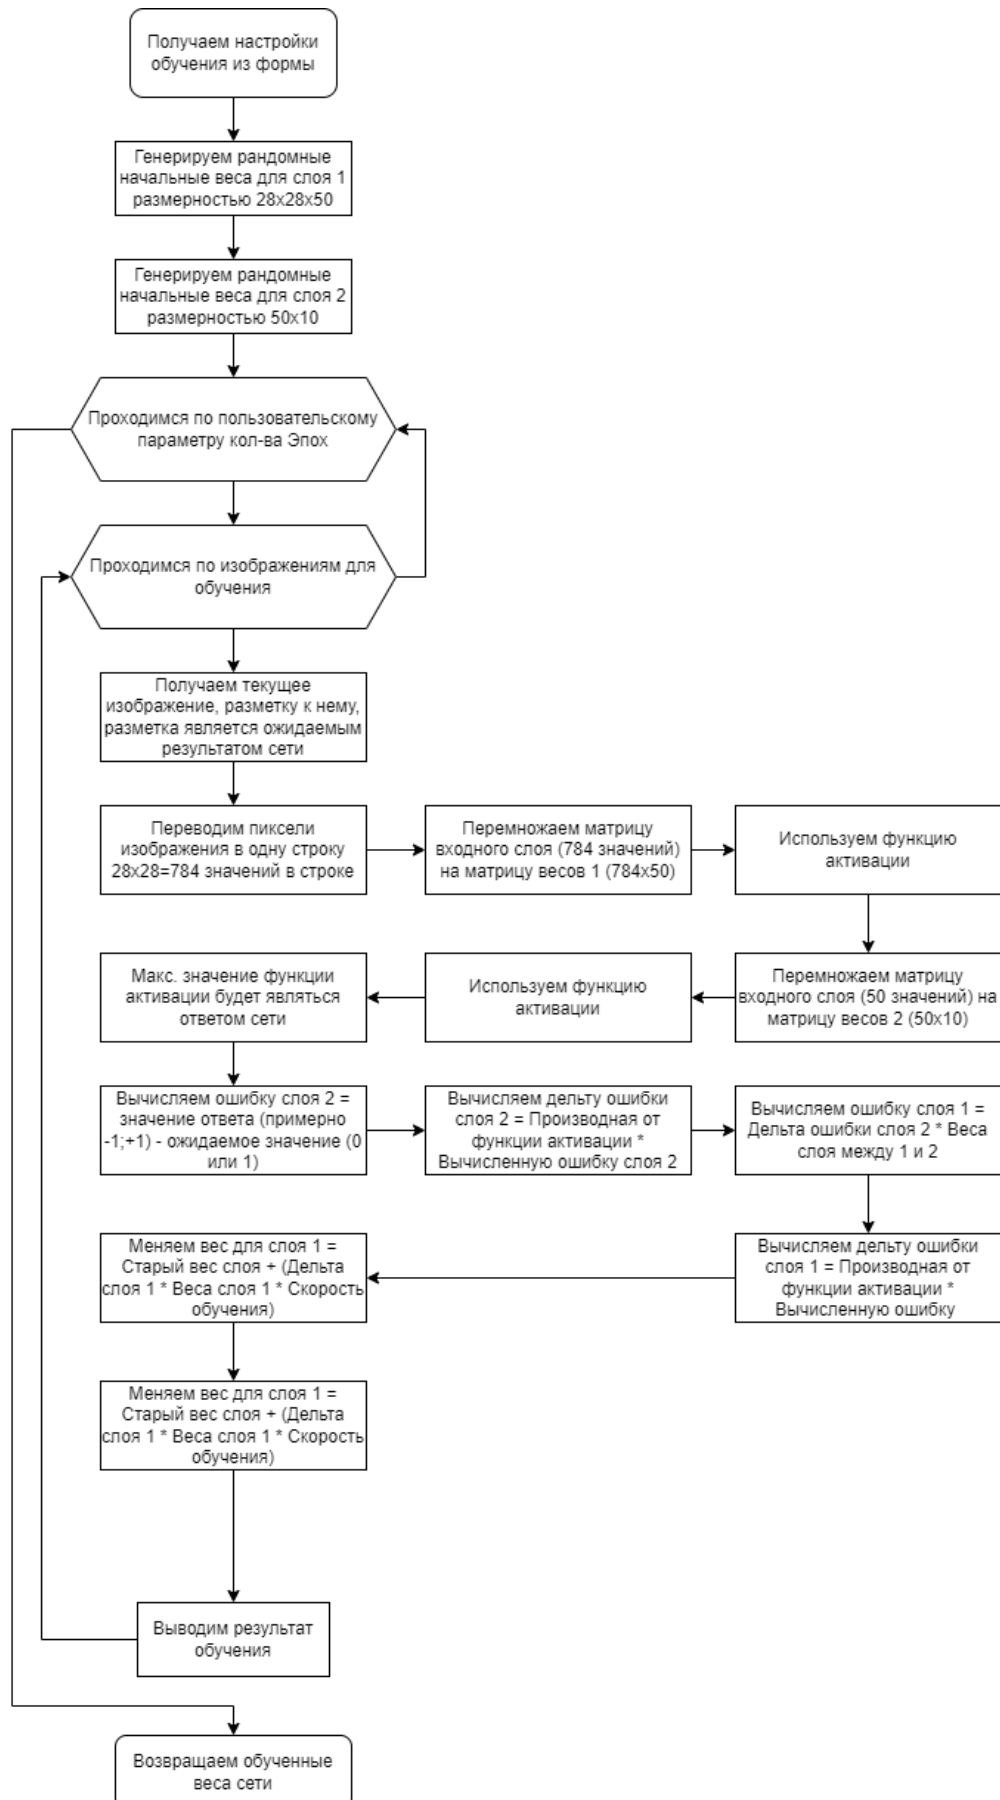 Получаем настройки
обучения из формы
Генерируем рандомные
начальные веса для слоя 1
размерностью 28x28x50
Генерируем рандомные
начальные веса для слоя 2
размерностью 50x10
Проходимся по пользовательскому
параметру кол-ва Эпох
Проходимся по изображениям для
обучения
Получаем текущее
изображение, разметку к нему,
разметка является ожидаемым
результатом сети
Переводим пиксели
изображения в одну строку
28x28=784 значений в строке
Перемножаем матрицу
входного слоя (784 значений)
на матрицу весов 1 (784x50)
Используем функцию
активации
Перемножаем матрицу
входного слоя (50 значений) на
матрицу весов 2 (50x10)
Используем функцию
активации
Макс. значение функции
активации будет являться
ответом сети
Вычисляем ошибку слоя 2 =
значение ответа (примерно
-1;+1) - ожидаемое значение (0
или 1)
Вычисляем дельту ошибки
слоя 2 = Производная от
функции активации *
Вычисленную ошибку слоя 2
Вычисляем ошибку слоя 1 =
Дельта ошибки слоя 2 * Веса
слоя между 1 и 2
Вычисляем дельту ошибки
слоя 1 = Производная от
функции активации *
Вычисленную ошибку
Меняем вес для слоя 1 =
Старый вес слоя + (Дельта
слоя 1 * Веса слоя 1 * Скорость
обучения)
Меняем вес для слоя 1 =
Старый вес слоя + (Дельта
слоя 1 * Веса слоя 1 * Скорость
обучения)
Выводим результат
обучения
Возвращаем обученные
веса сети